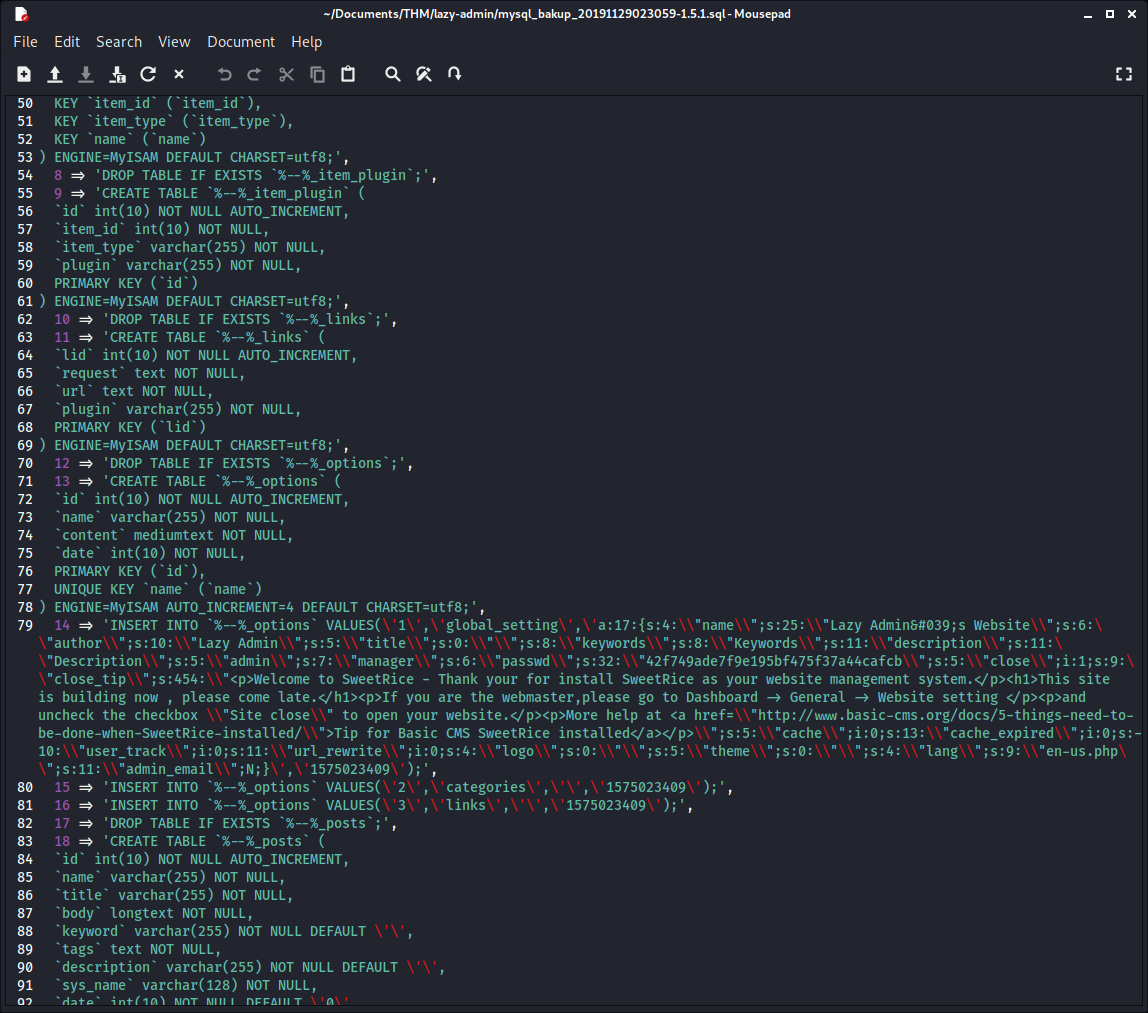 ~/Documents/THM/lazy-admin/mysql_bakup_20191129023059-1.5.1.sql - Mousepad
File Edit Search View Document Help
50 KEY `item_id` (`item_id`),
51 KEY `item_type` (`item_type`),
52 KEY `name` (`name`)
53 ) ENGINE=MyISAM DEFAULT CHARSET=utf8;',
54 8 => 'DROP TABLE IF EXISTS `%--%_item_plugin`;',
55 9 => 'CREATE TABLE `%--%_item_plugin` (
56 `id` int(10) NOT NULL AUTO_INCREMENT,
57 `item_id` int(10) NOT NULL,
58 `item_type` varchar(255) NOT NULL,
59 `plugin` varchar(255) NOT NULL,
60 PRIMARY KEY (`id`)
61 ) ENGINE=MyISAM DEFAULT CHARSET=utf8;',
62 10 => 'DROP TABLE IF EXISTS `%--%_links`;',
63 11 => 'CREATE TABLE `%--%_links` (
64 `lid` int(10) NOT NULL AUTO_INCREMENT,
65 `request` text NOT NULL,
66 `url` text NOT NULL,
67 `plugin` varchar(255) NOT NULL,
68 PRIMARY KEY (`lid`)
69 ) ENGINE=MyISAM DEFAULT CHARSET=utf8;',
70 12 => 'DROP TABLE IF EXISTS `%--%_options`;',
71 13 => 'CREATE TABLE `%--%_options` (
72 `id` int(10) NOT NULL AUTO_INCREMENT,
73 `name` varchar(255) NOT NULL,
74 `content` mediumtext NOT NULL,
75 `date` int(10) NOT NULL,
76 PRIMARY KEY (`id`),
77 UNIQUE KEY `name` (`name`)
78 ) ENGINE=MyISAM AUTO_INCREMENT=4 DEFAULT CHARSET=utf8;',
79 14 => 'INSERT INTO `%--%_options` VALUES(\'1\',\'global_setting\',\'a:17:{s:4:\\"name\\";s:25:\\"Lazy Admin&#039;s Website\\";s:6:\
\"author\\";s:10:\\"Lazy Admin\\";s:5:\\"title\\";s:0:\\"\\";s:8:\\"keywords\\";s:8:\\"Keywords\\";s:11:\\"description\\";s:11:\
\"Description\\";s:5:\\"admin\\";s:7:\\"manager\\";s:6:\\"passwd\\";s:32:\\"42f749ade7f9e195bf475f37a44cafcb\\";s:5:\\"close\\";i:1;s:9:\
\"close_tip\\";s:454:\\"<p>Welcome to SweetRice - Thank your for install SweetRice as your website management system.</p><h1>This site
is building now , please come late.</h1><p>If you are the webmaster,please go to Dashboard -> General -> Website setting </p><p>and
uncheck the checkbox \\"Site close\\" to open your website.</p><p>More help at <a href=\\"http://www.basic-cms.org/docs/5-things-need-to-
be-done-when-SweetRice-installed/\\">Tip for Basic CMS SweetRice installed</a></p>\\";s:5:\\"cache\\";i:0;s:13:\\"cache_expired\\";i:0;s:-
10:\\"user_track\\";i:0;s:11:\\"url_rewrite\\";i:0;s:4:\\"logo\\";s:0:\\"\\";s:5:\\"theme\\";s:0:\\"\\";s:4:\\"lang\\";s:9:\\"en-us.php\
\";s:11:\\"admin_email\\";N;}\',\'1575023409\');',
80 15 => 'INSERT INTO `%--%_options` VALUES(\'2\',\'categories\',\'\',\'1575023409\');',
81 16 => 'INSERT INTO `%--%_options` VALUES(\'3\',\'links\',\'\',\'1575023409\');',
82 17 => 'DROP TABLE IF EXISTS `%--%_posts`;',
83 18 => 'CREATE TABLE `%--%_posts` (
84 `id` int(10) NOT NULL AUTO_INCREMENT,
85 `name` varchar(255) NOT NULL,
86 `title` varchar(255) NOT NULL,
87 `body` longtext NOT NULL,
88 `keyword` varchar(255) NOT NULL DEFAULT \'\',
89 `tags` text NOT NULL,
90 `description` varchar(255) NOT NULL DEFAULT \'\',
91 `sys_name` varchar(128) NOT NULL,
92 `date` int(10) NOT NULL DEFAULT \'0\'